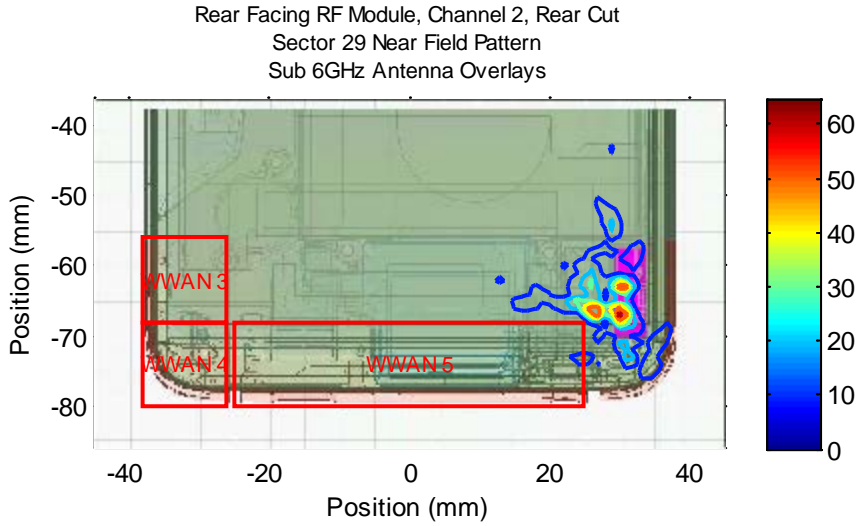 Rear Facing RF Module, Channel 2, Rear Cut
Sector 29 Near Field Pattern
Sub 6GHz Antenna Overlays
-40
-50
-60
-70
-80
Position (mm)
WWAN 3
WWAN 4
WWAN 5
-40
-20
0
20
40
Position (mm)
60
50
40
30
20
10
0